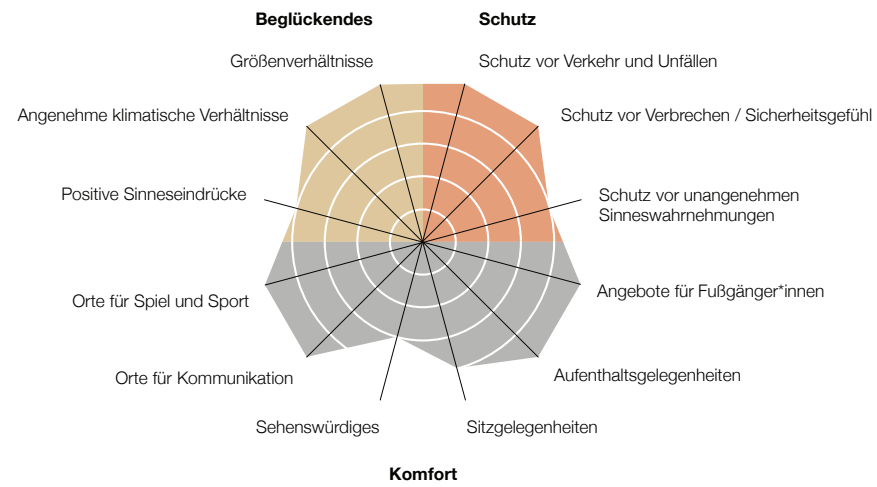 Beglückendes
Schutz
Größenverhältnisse
Schutz vor Verkehr und Unfällen
Angenehme klimatische Verhältnisse
Schutz vor Verbrechen / Sicherheitsgefühl
Positive Sinneseindrücke
Schutz vor unangenehmen
Sinneswahrnehmungen
Orte für Spiel und Sport
Angebote für Fußgänger*innen
Orte für Kommunikation
Aufenthaltsgelegenheiten
Sehenswürdiges
Sitzgelegenheiten
Komfort